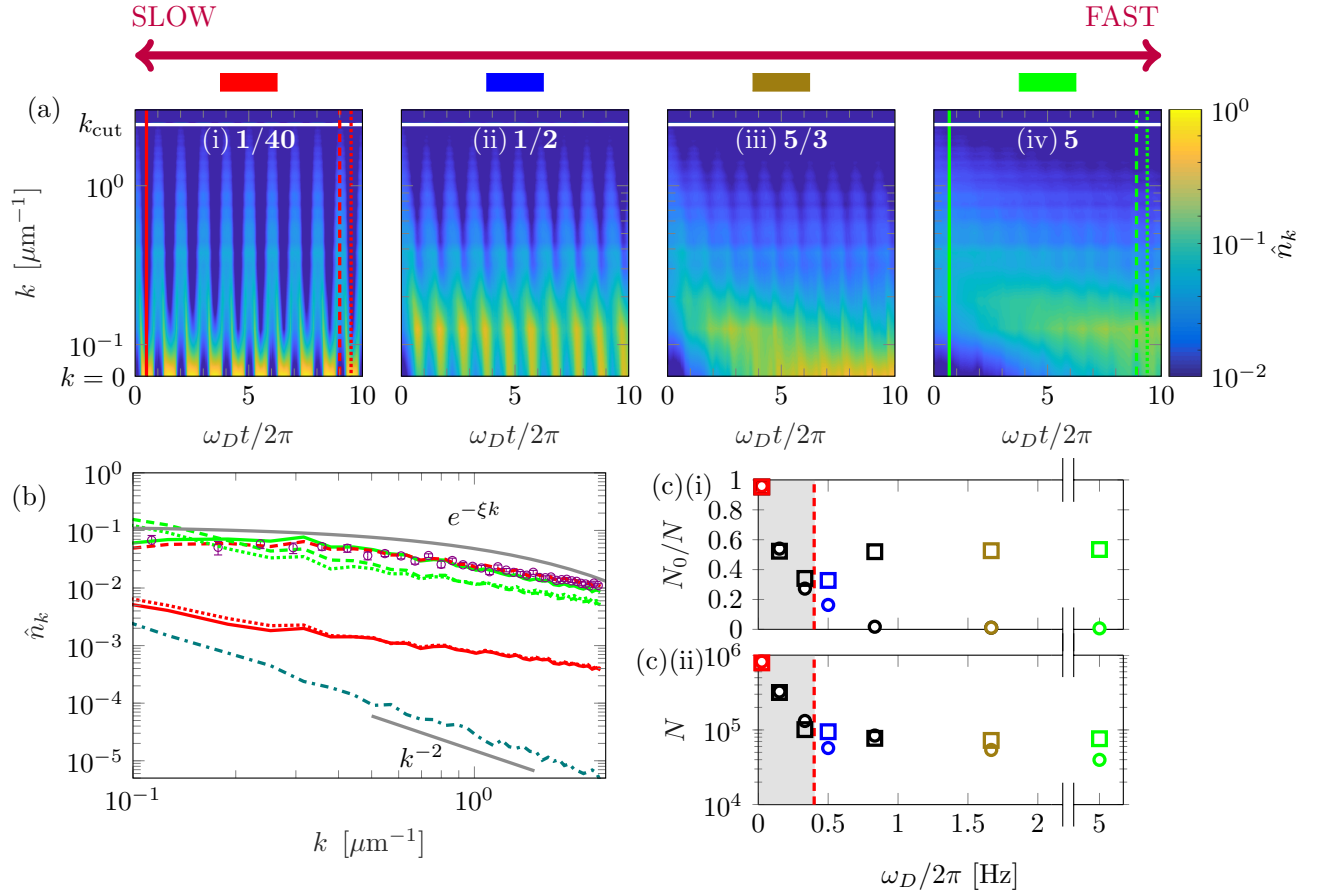 SLOW FAST
(a)
k_cut (i) 1/40 (ii) 1/2 (iii) 5/3 (iv) 5 10^0
10^0
k [μm^{-1}] 10^{-1} n̂_k
10^{-1}
k = 0 10^{-2}
0 10 0 10 0 10 0 10
ω_D t/2π ω_D t/2π ω_D t/2π ω_D t/2π
(b)
10^0
10^{-1}
10^{-2}
10^{-3}
10^{-4}
10^{-5}
n̂_k
e^{-ξk}
k^{-2}
10^{-1} 10^0
k [μm^{-1}]
(c)(i)
1
0.8
0.6
0.4
0.2
0
N_0/N
(c)(ii)
10^6
10^5
10^4
N
0 0.5 1 1.5 2 5
ω_D/2π [Hz]